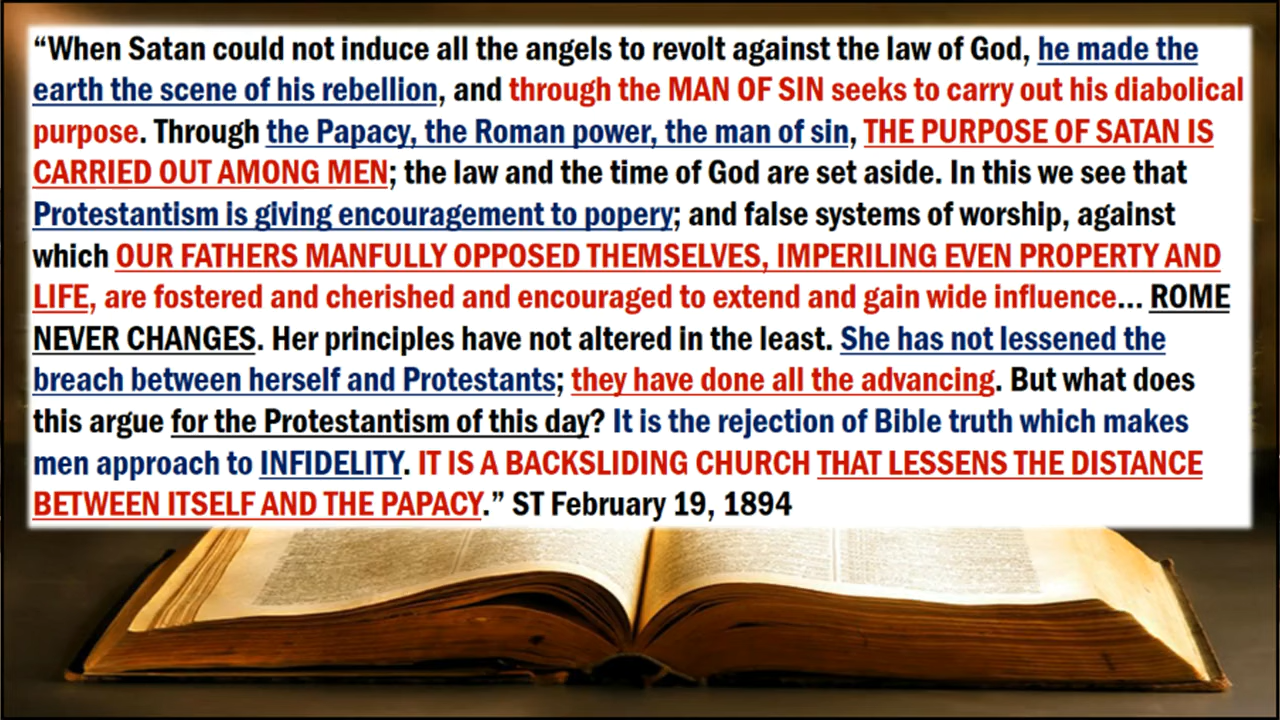 “When Satan could not induce all the angels to revolt against the law of God, he made the
earth the scene of his rebellion, and through the MAN OF SIN seeks to carry out his diabolical
purpose. Through the Papacy, the Roman power, the man of sin, THE PURPOSE OF SATAN IS
CARRIED OUT AMONG MEN; the law and the time of God are set aside. In this we see that
Protestantism is giving encouragement to popery; and false systems of worship, against
which OUR FATHERS MANFULLY OPPOSED THEMSELVES, IMPERILING EVEN PROPERTY AND
LIFE, are fostered and cherished and encouraged to extend and gain wide influence... ROME
NEVER CHANGES. Her principles have not altered in the least. She has not lessened the
breach between herself and Protestants; they have done all the advancing. But what does
this argue for the Protestantism of this day? It is the rejection of Bible truth which makes
men approach to INFIDELITY. IT IS A BACKSLIDING CHURCH THAT LESSENS THE DISTANCE
BETWEEN ITSELF AND THE PAPACY.” ST February 19, 1894